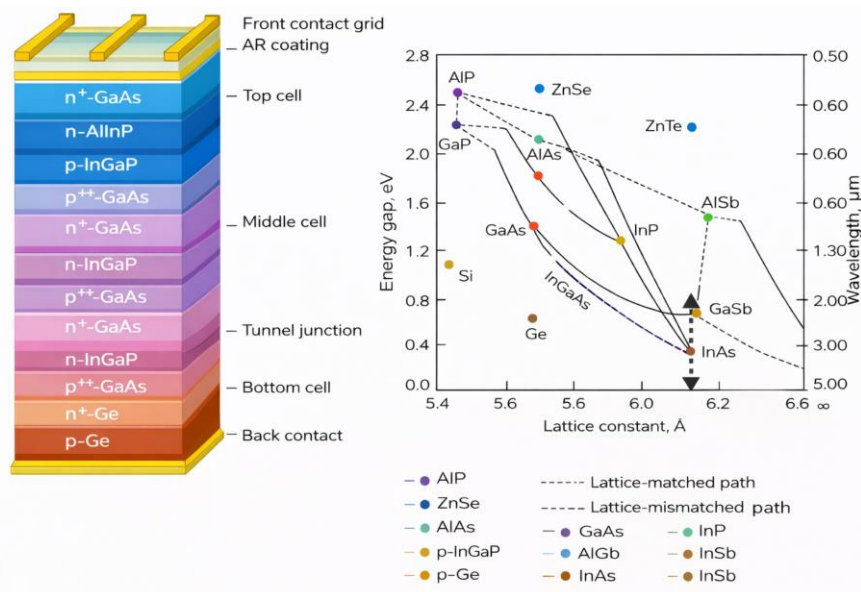 Front contact grid
AR coating
n⁺-GaAs
Top cell
n-AlInP
p-InGaP
p⁺⁺-GaAs
n⁺-GaAs
Middle cell
n-InGaP
p⁺⁺-GaAs
n⁺-GaAs
Tunnel junction
n-InGaP
p⁺⁺-GaAs
Bottom cell
n⁺-Ge
p-Ge
Back contact
Energy gap, eV
2.8
2.4
2.0
1.6
1.2
0.8
0.4
0.0
AlP
ZnSe
ZnTe
GaP
AlAs
AlSb
GaAs
InP
Si
InGaAs
GaSb
Ge
InAs
0.50
0.60
0.60
0.60
1.30
2.00
3.00
5.00
∞
Wavelength, µm
5.4 5.6 5.6 6.0 6.2 6.6
Lattice constant, Å
AlP
ZnSe
AlAs
p-InGaP
p-Ge
Lattice-matched path
Lattice-mismatched path
GaAs InP
AlGb InSb
InAs InSb